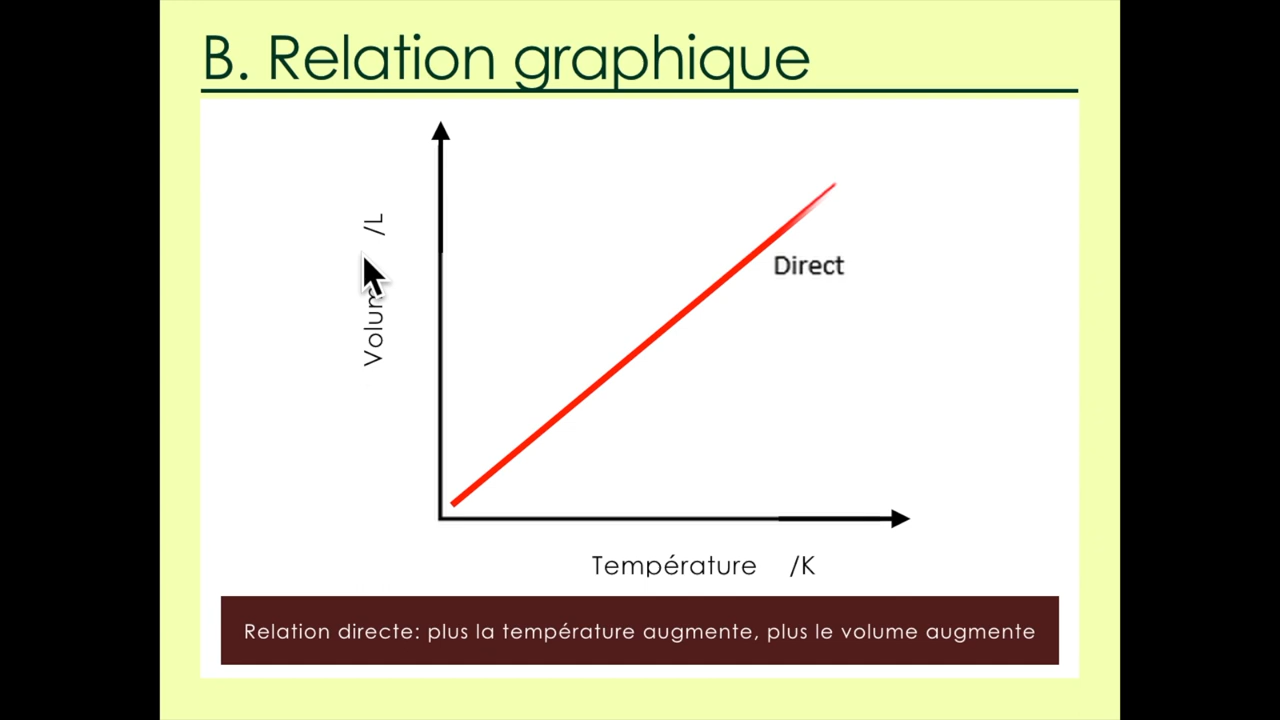 B. Relation graphique
/L
Direct
Température /K
Relation directe: plus la température augmente, plus le volume augmente